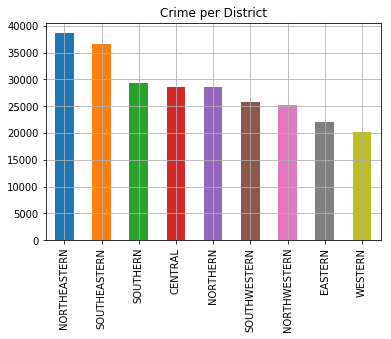 Crime per District
40000
35000
30000
25000
20000
15000
10000
5000
0
NORTHEASTERN
SOUTHEASTERN
SOUTHERN
CENTRAL
NORTHERN
SOUTHWESTERN
NORTHWESTERN
EASTERN
WESTERN